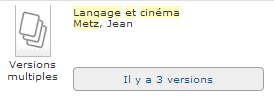 Langage et cinéma
Metz, Jean
Versions
multiples
Il y a 3 versions